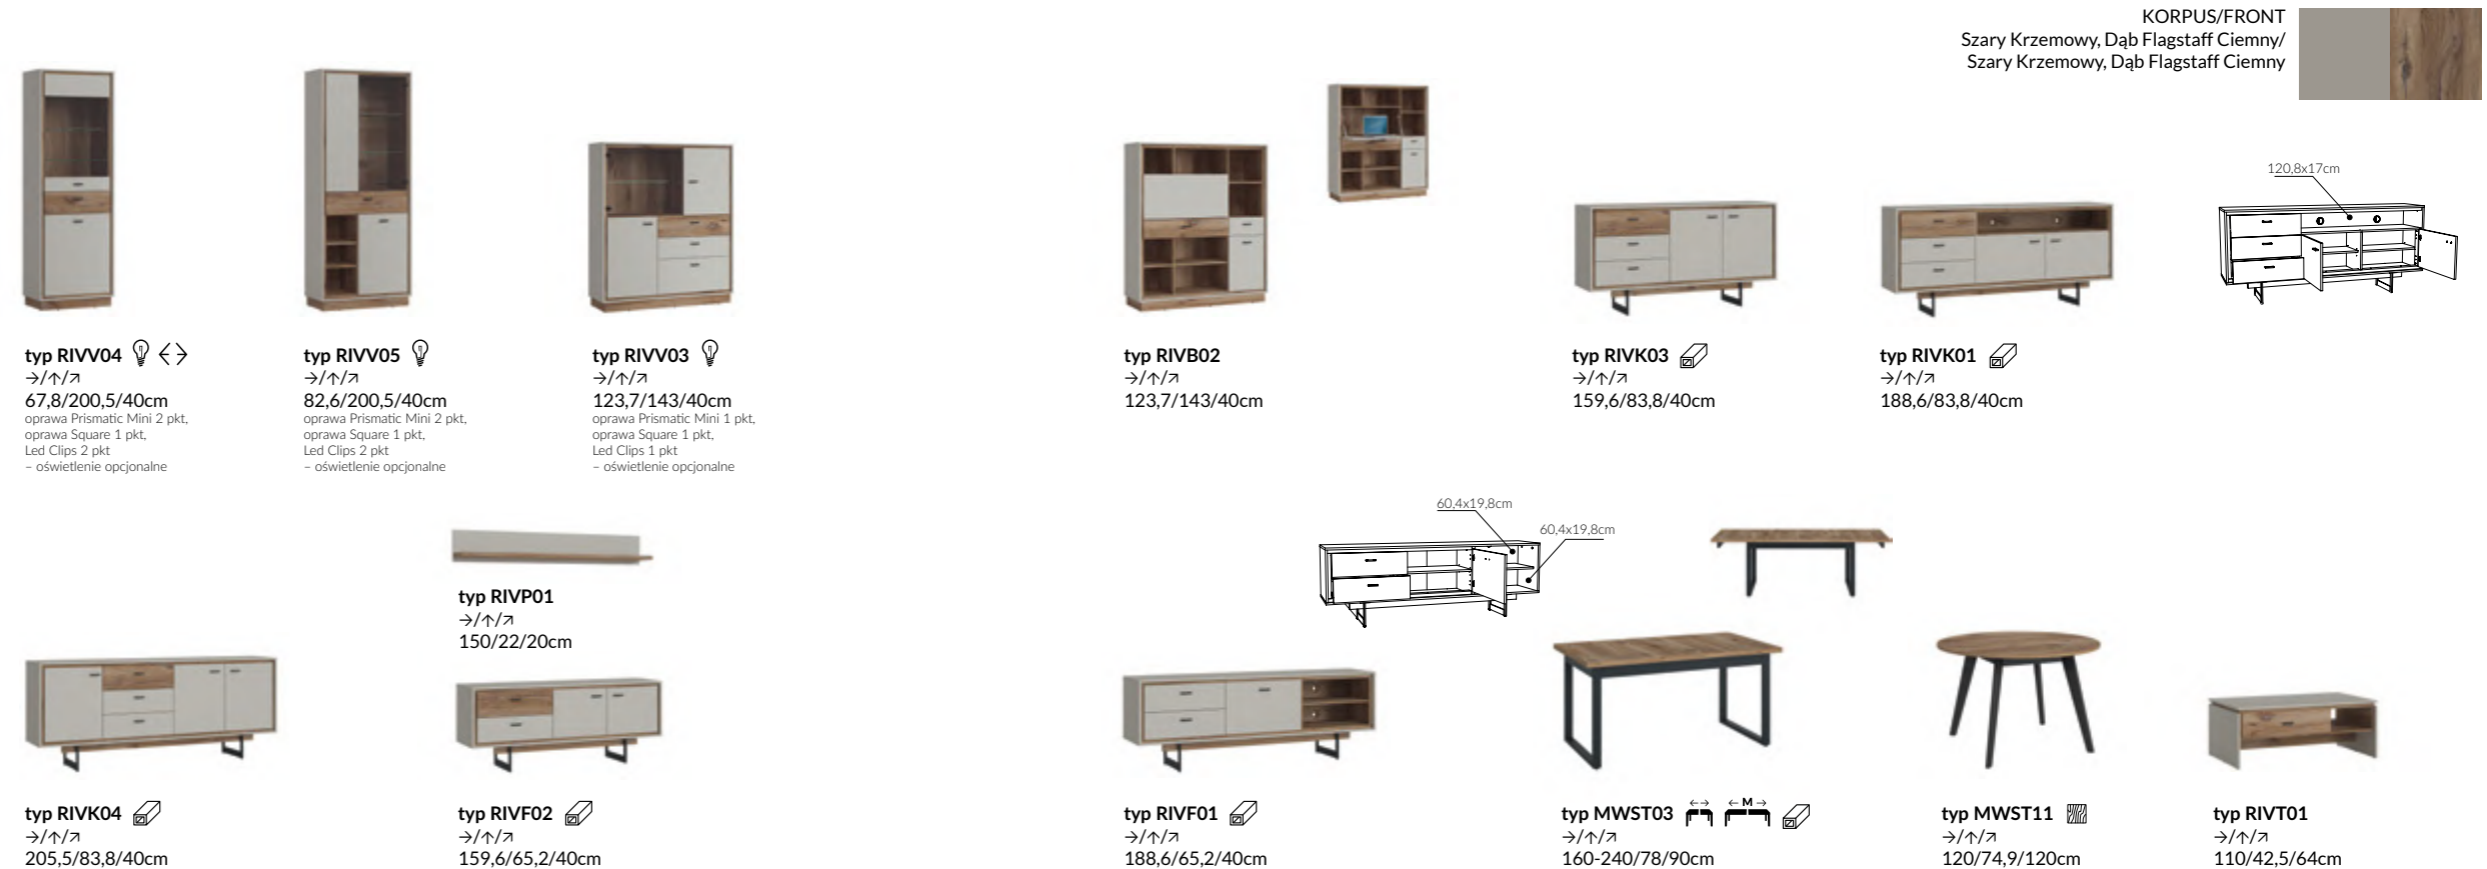 KORPUS/FRONT
Szary Krzemowy, Dąb Flagstaff Ciemny/
Szary Krzemowy, Dąb Flagstaff Ciemny
120,8x17cm
typ RIVV04
→/↑/↗
67,8/200,5/40cm
oprawa Prismatic Mini 2 pkt,
oprawa Square 1 pkt,
Led Clips 2 pkt
– oświetlenie opcjonalne
typ RIVV05
→/↑/↗
82,6/200,5/40cm
oprawa Prismatic Mini 2 pkt,
oprawa Square 1 pkt,
Led Clips 2 pkt
– oświetlenie opcjonalne
typ RIVV03
→/↑/↗
123,7/143/40cm
oprawa Prismatic Mini 1 pkt,
oprawa Square 1 pkt,
Led Clips 1 pkt
– oświetlenie opcjonalne
typ RIVB02
→/↑/↗
123,7/143/40cm
typ RIVK03
→/↑/↗
159,6/83,8/40cm
typ RIVK01
→/↑/↗
188,6/83,8/40cm
60,4x19,8cm
60,4x19,8cm
typ RIVP01
→/↑/↗
150/22/20cm
typ RIVK04
→/↑/↗
205,5/83,8/40cm
typ RIVF02
→/↑/↗
159,6/65,2/40cm
typ RIVF01
→/↑/↗
188,6/65,2/40cm
typ MWST03 ←→ ← M →
→/↑/↗
160-240/78/90cm
typ MWST11
→/↑/↗
120/74,9/120cm
typ RIVT01
→/↑/↗
110/42,5/64cm